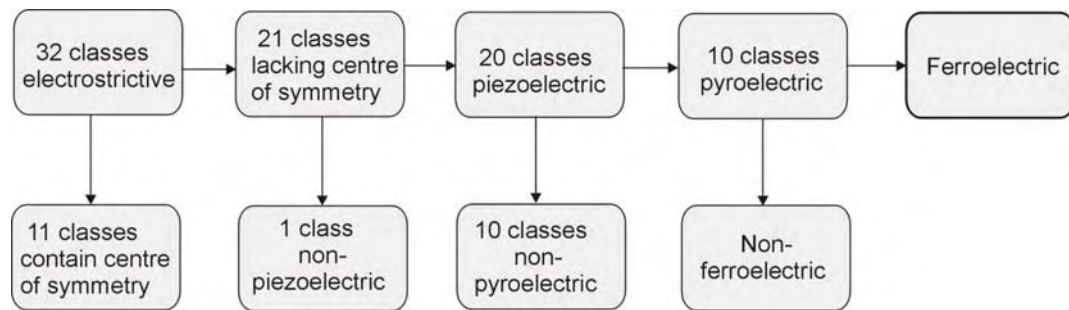 32 classes
electrostrictive
21 classes
lacking centre
of symmetry
20 classes
piezoelectric
10 classes
pyroelectric
Ferroelectric
11 classes
contain centre
of symmetry
1 class
non-
piezoelectric
10 classes
non-
pyroelectric
Non-
ferroelectric